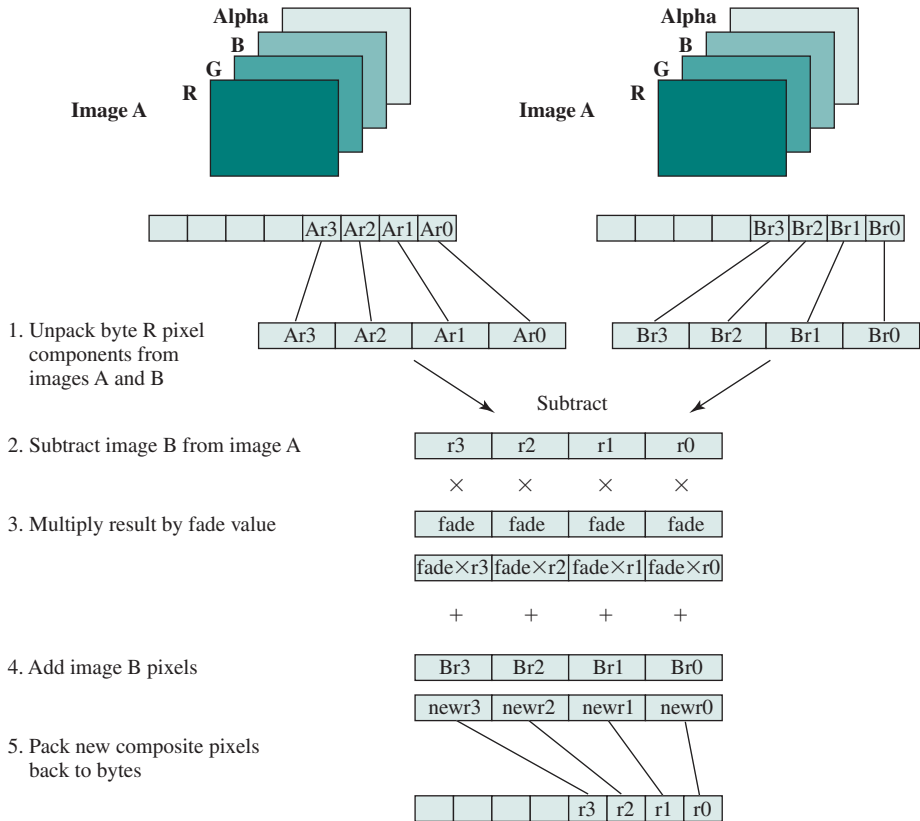 Alpha
B
G
R
Image A
Alpha
B
G
R
Image A
Ar3 Ar2 Ar1 Ar0
Br3 Br2 Br1 Br0
1. Unpack byte R pixel
components from
images A and B
Ar3 Ar2 Ar1 Ar0
Br3 Br2 Br1 Br0
Subtract
2. Subtract image B from image A
r3 r2 r1 r0
× × × ×
3. Multiply result by fade value
fade fade fade fade
fade×r3 fade×r2 fade×r1 fade×r0
+ + + +
4. Add image B pixels
Br3 Br2 Br1 Br0
newr3 newr2 newr1 newr0
5. Pack new composite pixels
back to bytes
r3 r2 r1 r0